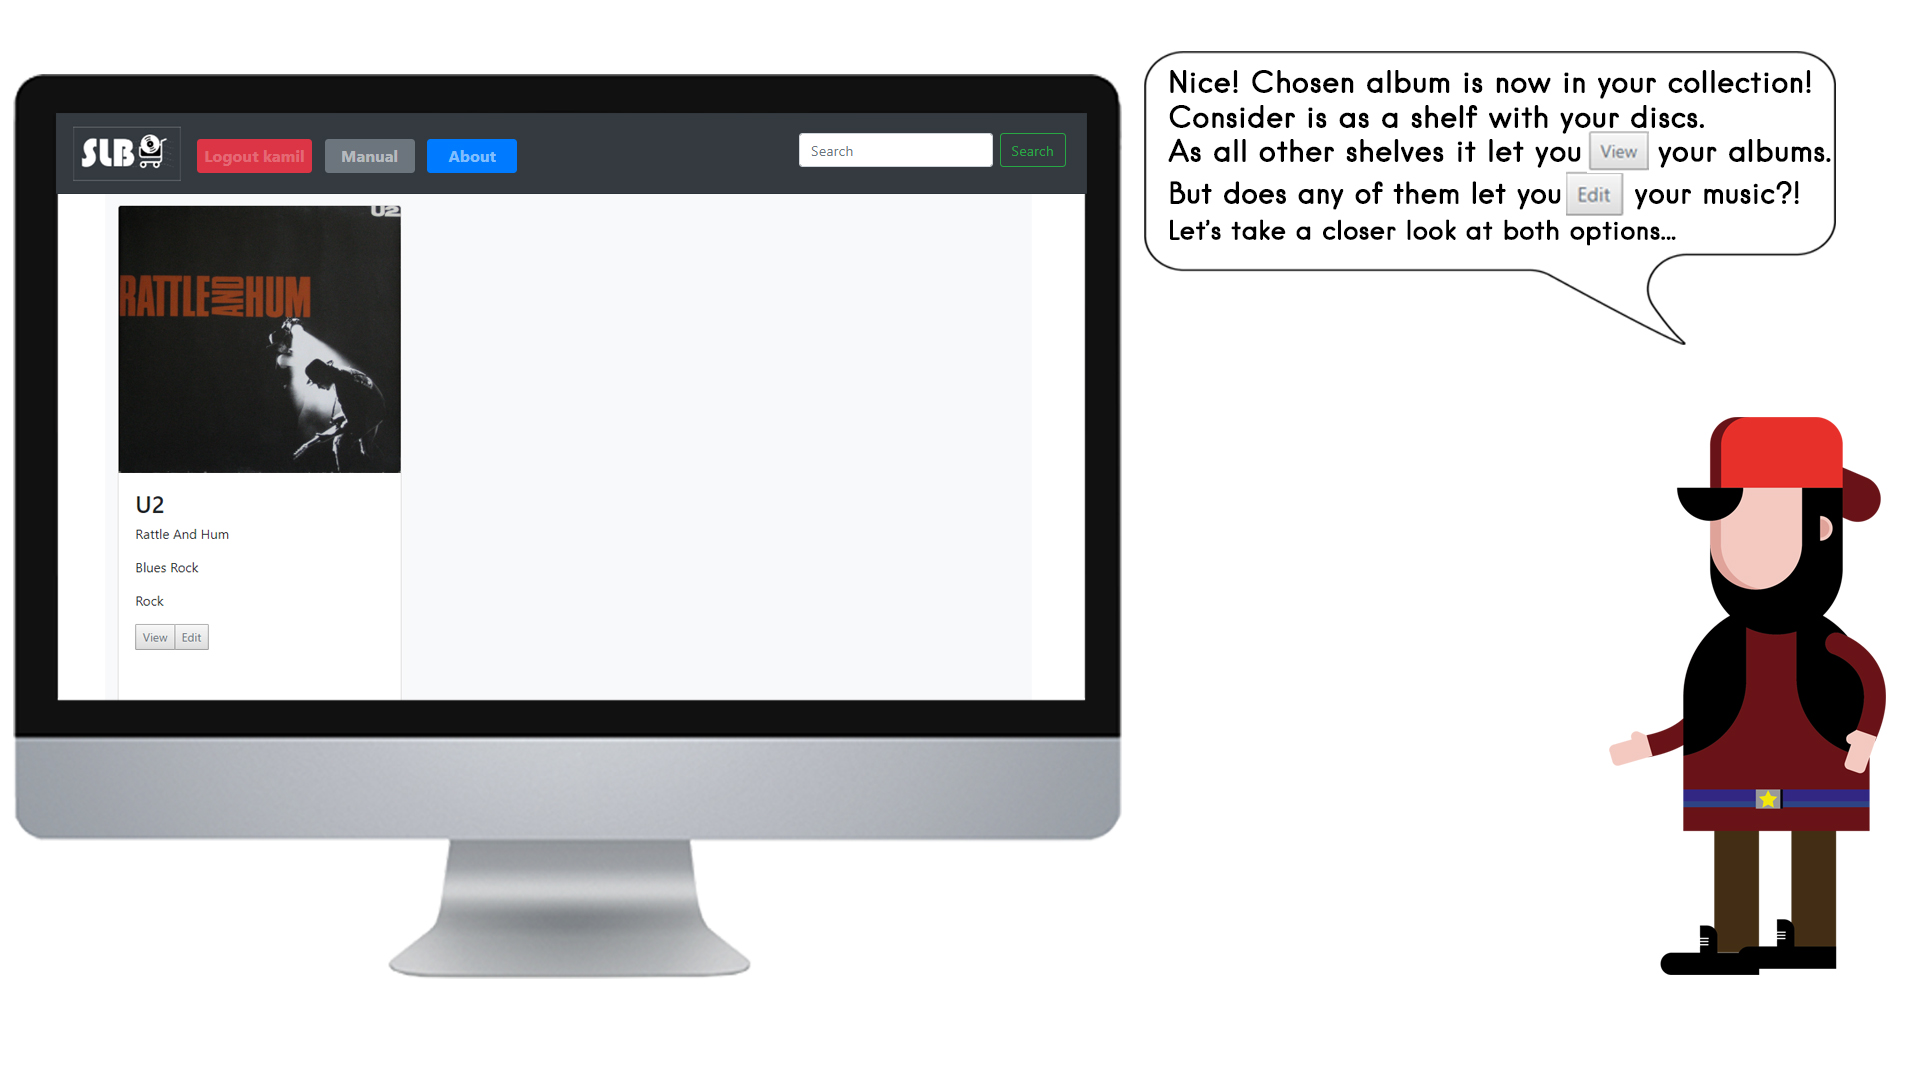 SLB
Logout kamil
Manual
About
Search
Search
U2
RATTLE AND HUM
U2
Rattle And Hum
Blues Rock
Rock
View Edit
Nice! Chosen album is now in your collection!
Consider is as a shelf with your discs.
As all other shelves it let you View your albums.
But does any of them let you Edit your music?!
Let's take a closer look at both options...